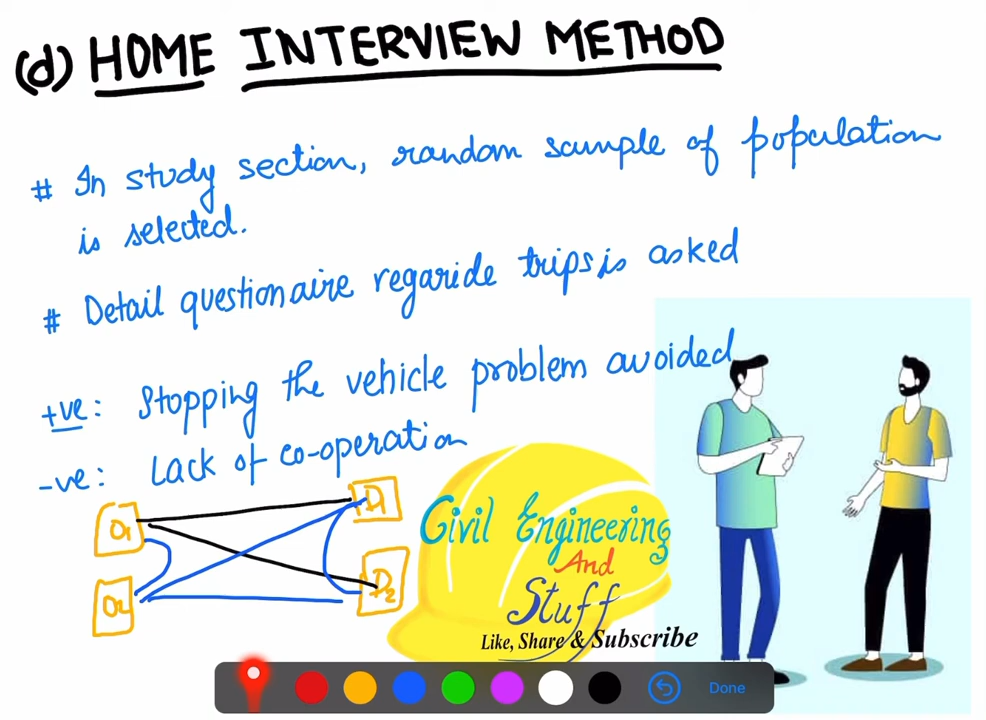 (d) HOME INTERVIEW METHOD
# In study section, random sample of population
is selected.
# Detail questionaire regaride trips is asked
+ve: Stopping the vehicle problem avoided
-ve: Lack of co-operation
O1
D1
O2
D2
Civil Engineering
And
Stuff
Like, Share & Subscribe
Done